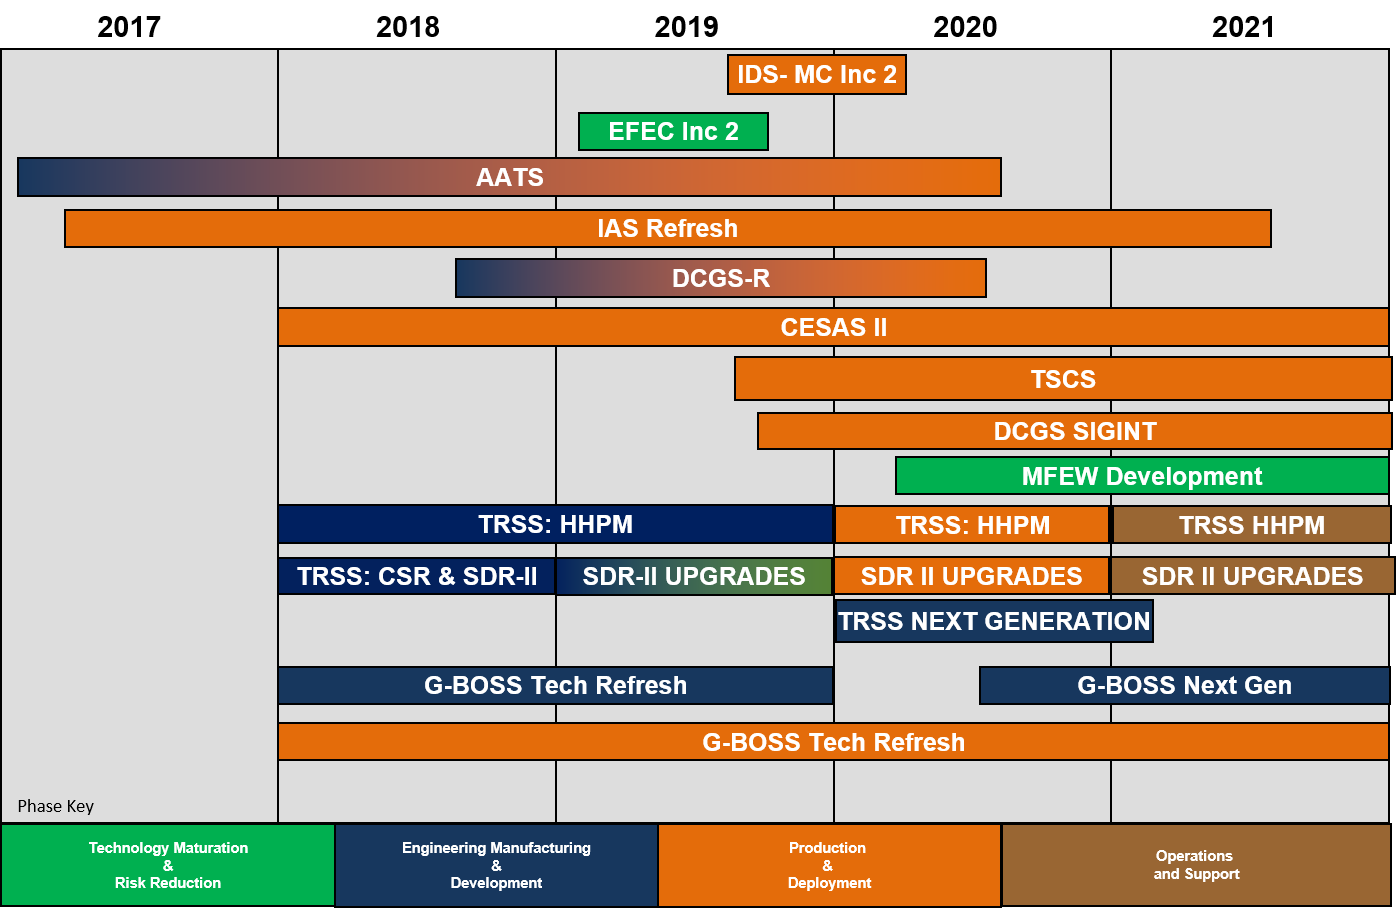 2017 2018 2019 2020 2021
IDS- MC Inc 2
EFEC Inc 2
AATS
IAS Refresh
DCGS-R
CESAS II
TSCS
DCGS SIGINT
MFEW Development
TRSS: HHPM TRSS: HHPM TRSS HHPM
TRSS: CSR & SDR-II SDR-II UPGRADES SDR II UPGRADES SDR II UPGRADES
TRSS NEXT GENERATION
G-BOSS Tech Refresh G-BOSS Next Gen
G-BOSS Tech Refresh
Phase Key
Technology Maturation
&
Risk Reduction
Engineering Manufacturing
&
Development
Production
&
Deployment
Operations
and Support